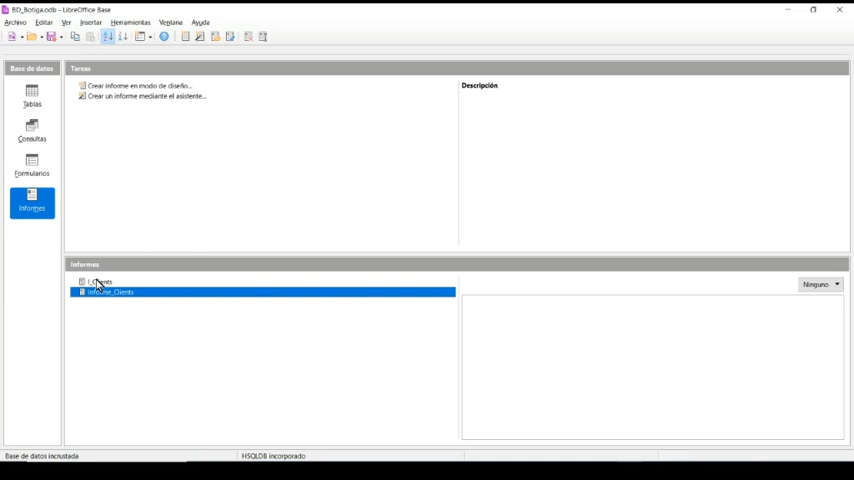 BD_Botiga.odb - LibreOffice Base
Archivo Editar Ver Insertar Herramientas Ventana Ayuda
Base de datos
Tareas
Tablas
Consultas
Formularios
Informes
Crear informe en modo de diseño...
Crear un informe mediante el asistente...
Descripción
Informes
Informe_Clients
Ninguno
Base de datos incrustada
HSQLDB incorporado